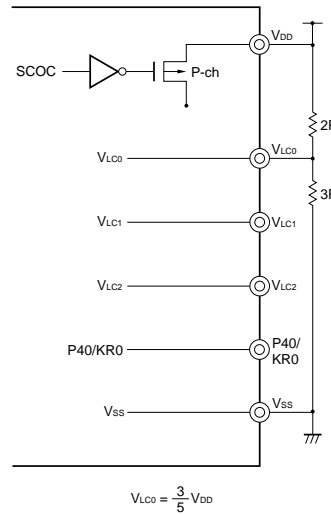 VDD
SCOC
P-ch
2R
VLC0 VLC0
3R
VLC1 VLC1
VLC2 VLC2
P40/KR0 P40/
KR0
VSS VSS
VLC0 = 3/5 VDD